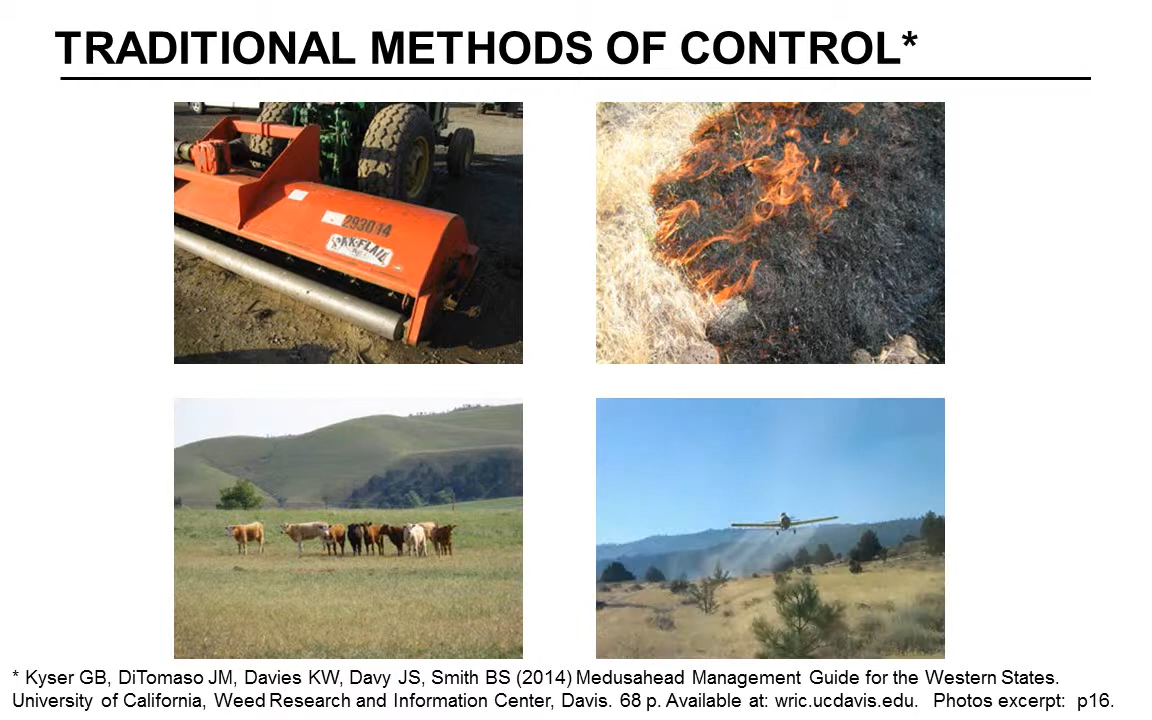 TRADITIONAL METHODS OF CONTROL*
293014
* Kyser GB, DiTomaso JM, Davies KW, Davy JS, Smith BS (2014) Medusahead Management Guide for the Western States.
University of California, Weed Research and Information Center, Davis. 68 p. Available at: wric.ucdavis.edu. Photos excerpt: p16.